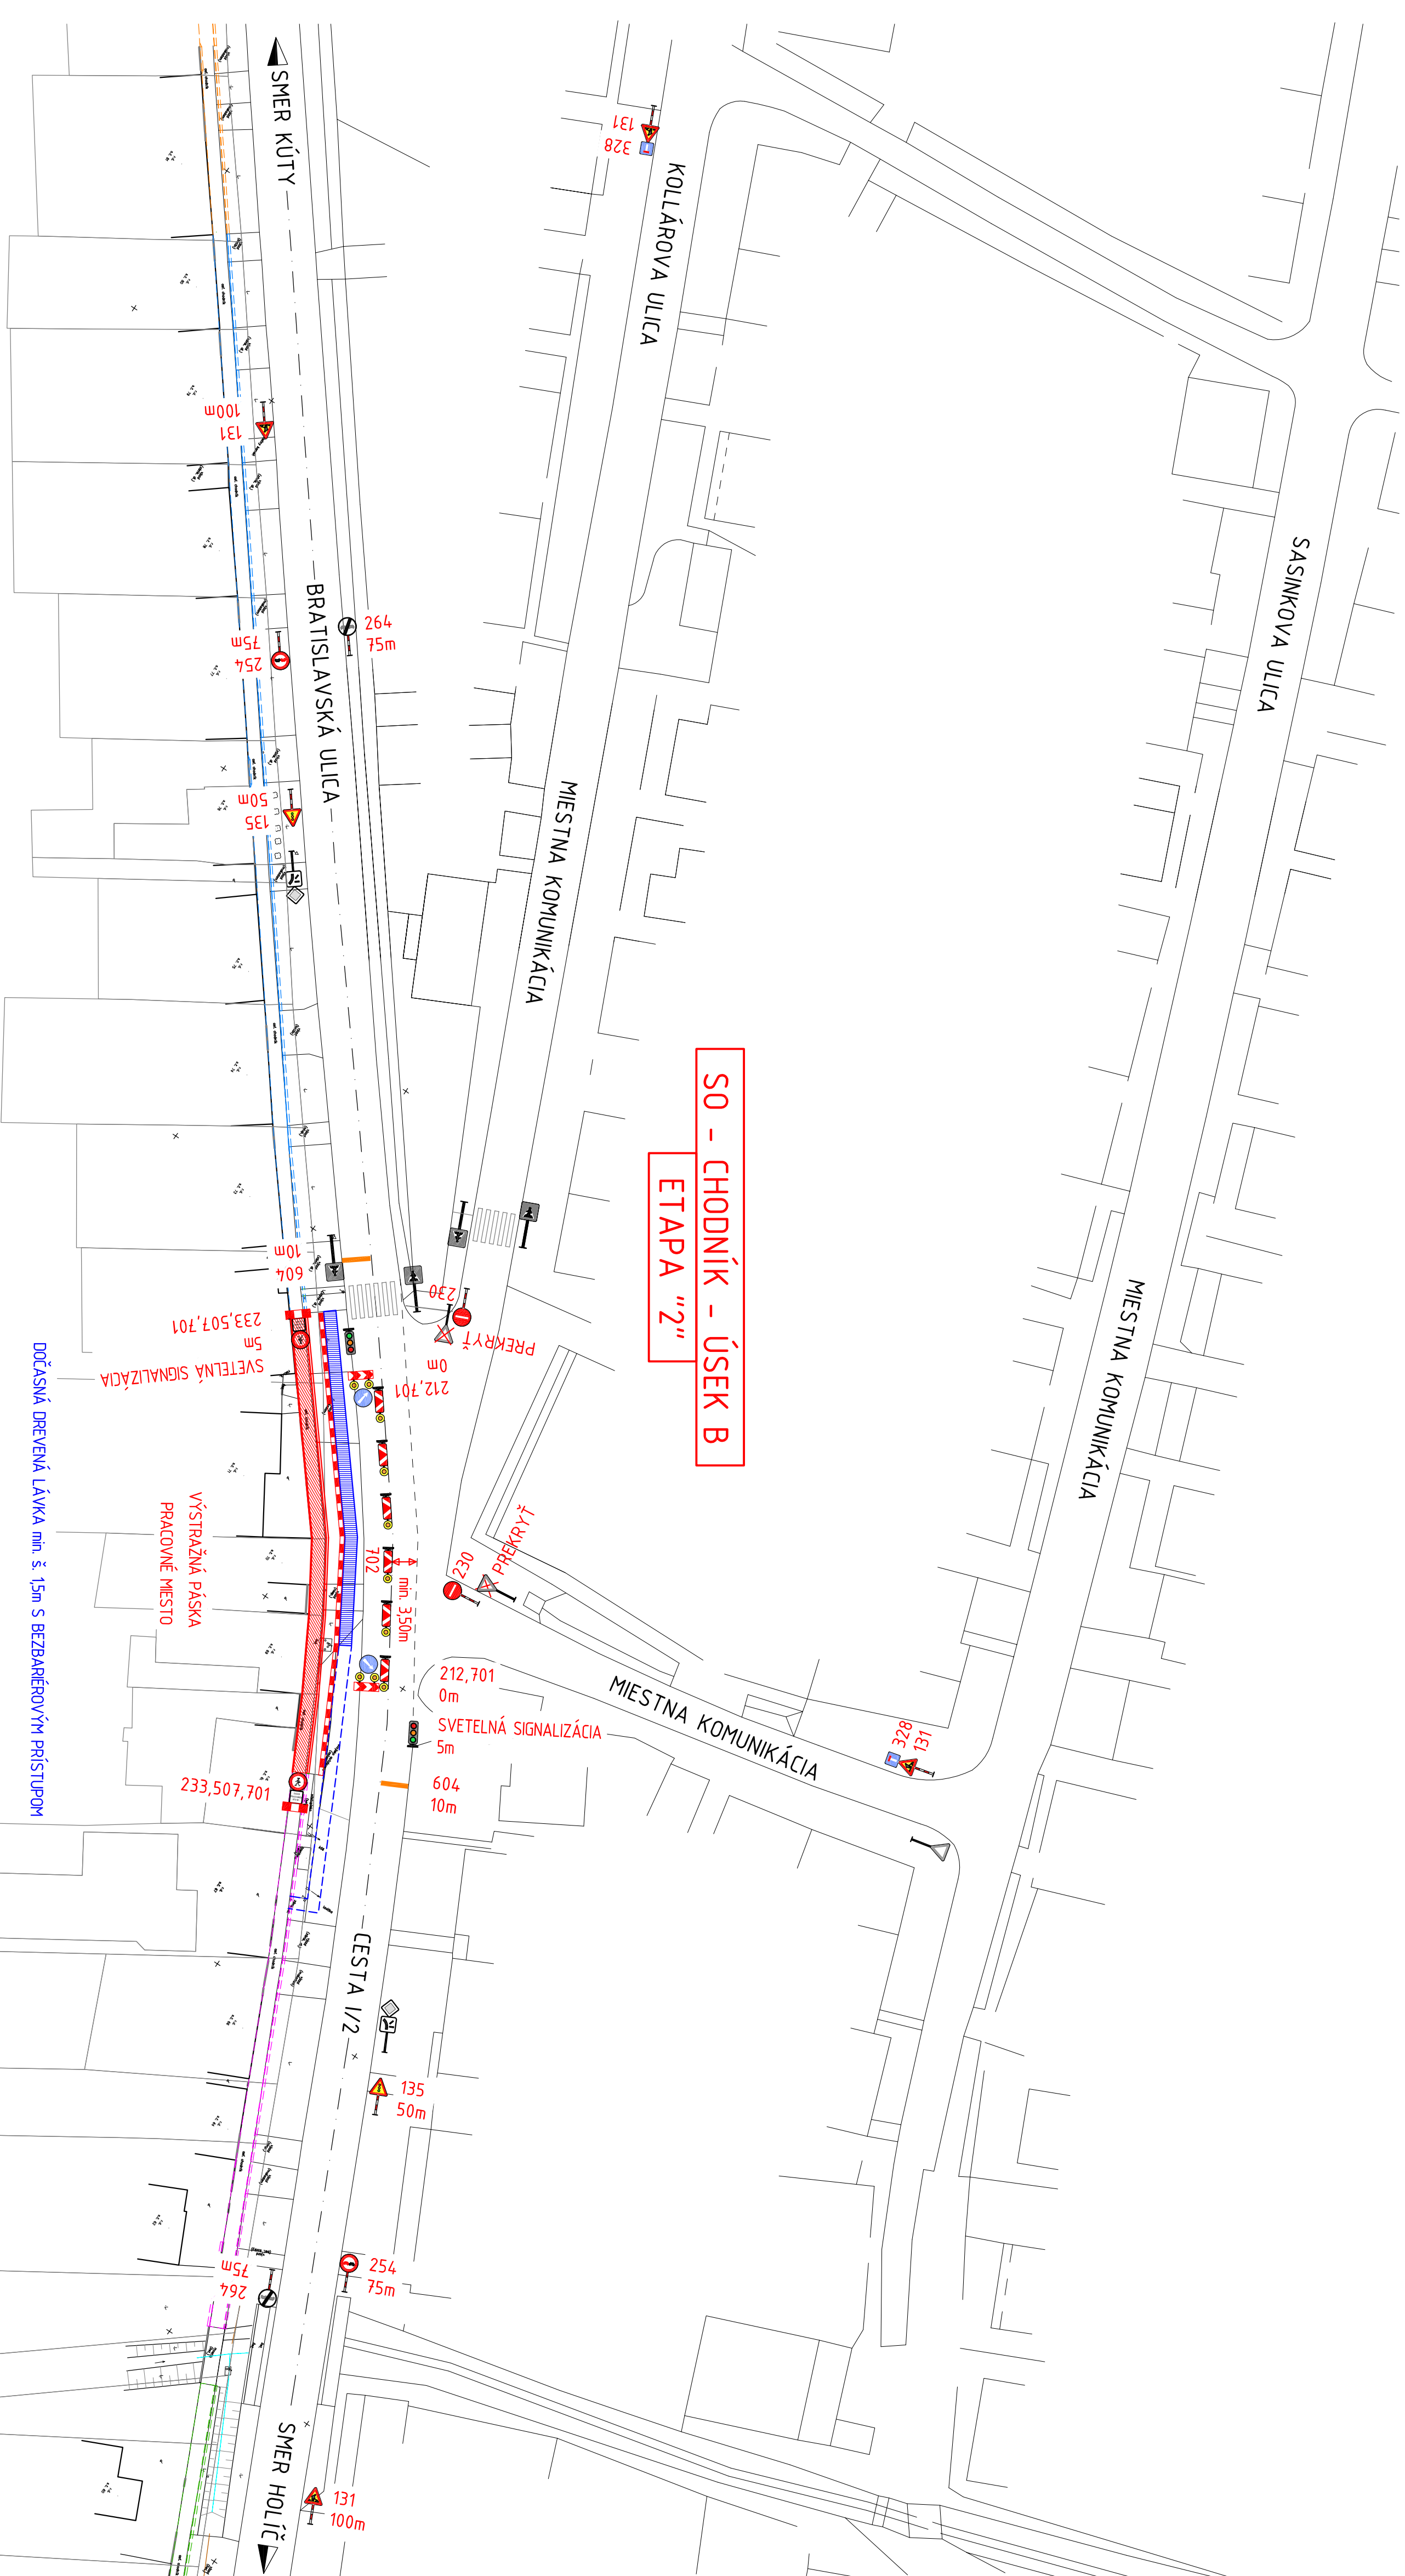 SMER KÚTY
131
328
KOLLÁROVA ULICA
SASINKOVA ULICA
100m
131
BRATISLAVSKÁ ULICA
264
75m
75m
254
50m
135
MIESTNA KOMUNIKÁCIA
SO - CHODNÍK - ÚSEK B
ETAPA "2"
MIESTNA KOMUNIKÁCIA
10m
604
233,507,701
5m
SVETELNÁ SIGNALIZÁCIA
230
PREKRYŤ
0m
212,701
DOČASNÁ DREVENÁ LÁVKA min. š. 1,5m S BEZBARIÉROVÝM PRÍSTUPOM
VÝSTRAŽNÁ PÁSKA
PRACOVNÉ MIESTO
702
min. 3,50m
230
PREKRYŤ
212,701
0m
SVETELNÁ SIGNALIZÁCIA
5m
604
10m
MIESTNA KOMUNIKÁCIA
328
131
233,507,701
CESTA I/2
135
50m
254
75m
75m
264
SMER HOLÍČ
131
100m